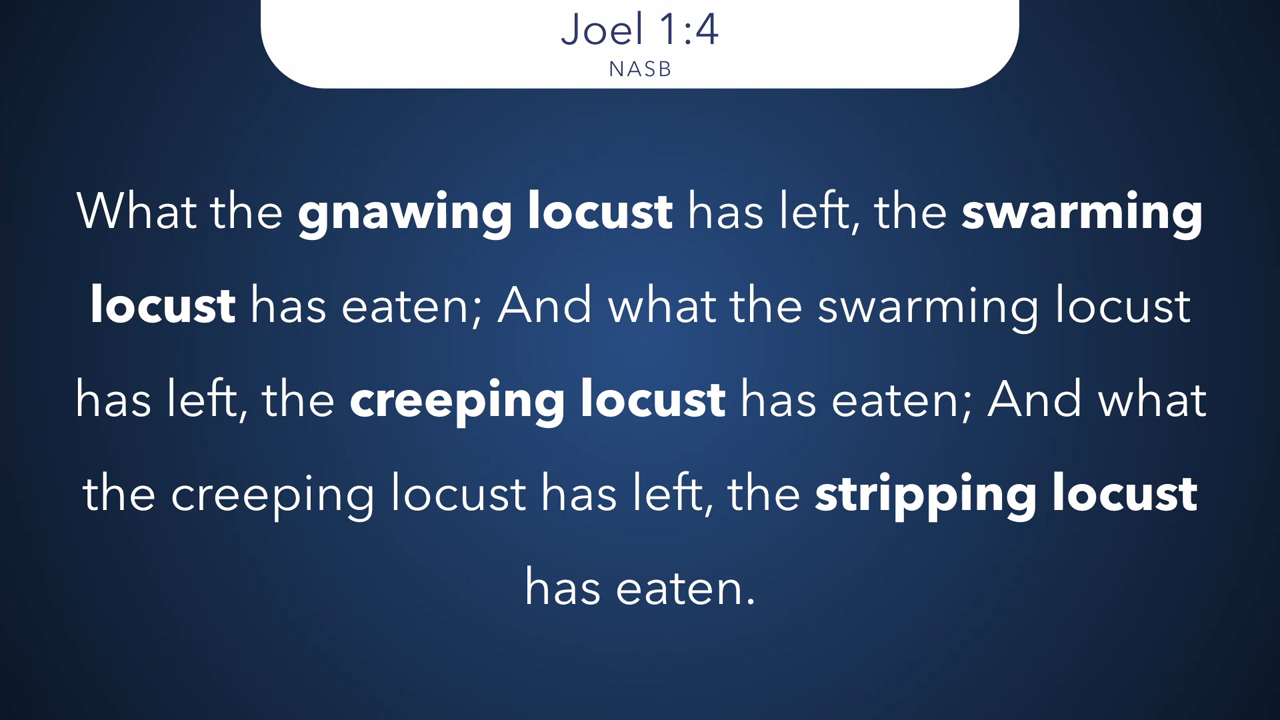 Joel 1:4
NASB
What the gnawing locust has left, the swarming
locust has eaten; And what the swarming locust
has left, the creeping locust has eaten; And what
the creeping locust has left, the stripping locust
has eaten.